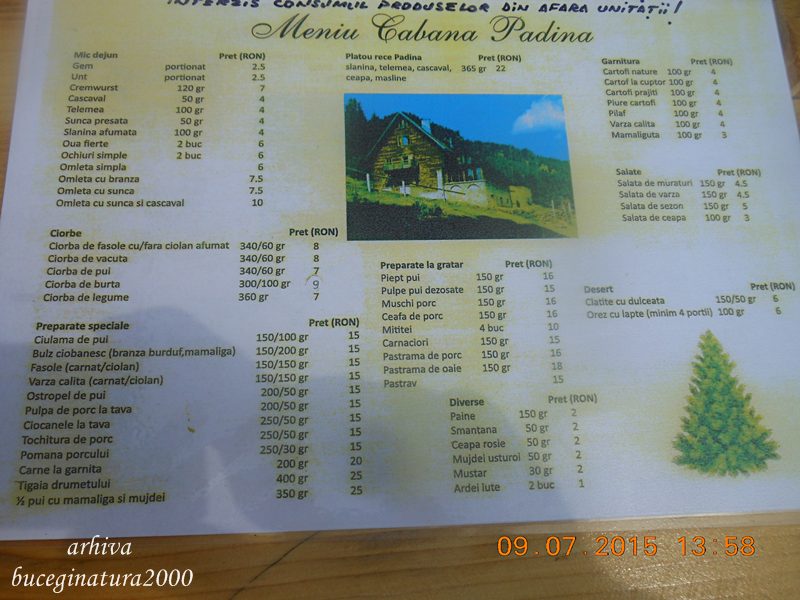 INTERZIS CONSUMUL PRODUSELOR DIN AFARA UNITAȚII!
Meniu Cabana Padina
Mic dejun Pret (RON)
Gem portionat 2.5
Unt portionat 2.5
Cremwurst 120 gr 7
Cascaval 50 gr 4
Telemea 100 gr 4
Sunca presata 50 gr 4
Slanina afumata 100 gr 4
Oua fierte 2 buc 6
Ochiuri simple 2 buc 6
Omleta simpla 6
Omleta cu branza 7.5
Omleta cu sunca 7.5
Omleta cu sunca si cascaval 10
Platou rece Padina Pret (RON)
slanina, telemea, cascaval, 365 gr 22
ceapa, masline
Garnitura Pret (RON)
Cartofi nature 100 gr 4
Cartof la cuptor 100 gr 4
Cartofi prajiti 100 gr 4
Piure cartofi 100 gr 4
Pilaf 100 gr 4
Varza calita 100 gr 4
Mamaliguta 100 gr 3
Salate Pret (RON)
Salata de muraturi 150 gr 4.5
Salata de varza 150 gr 4.5
Salata de sezon 150 gr 5
Salata de ceapa 100 gr 3
Ciorbe Pret (RON)
Ciorba de fasole cu/fara ciolan afumat 340/60 gr 8
Ciorba de vacuta 340/60 gr 8
Ciorba de pui 340/60 gr 7
Ciorba de burta 300/100 gr 9
Ciorba de legume 360 gr 7
Preparate la gratar Pret (RON)
Piept pui 150 gr 16
Pulpe pui dezosate 150 gr 15
Muschi porc 150 gr 16
Ceafa de porc 150 gr 16
Mititei 4 buc 10
Carnaciori 150 gr 15
Pastrama de porc 150 gr 16
Pastrama de oaie 150 gr 18
Pastrav 15
Desert Pret (RON)
Clatite cu dulceata 150/50 gr 6
Orez cu lapte (minim 4 portii) 100 gr 6
Preparate speciale Pret (RON)
Ciulama de pui 150/100 gr 15
Bulz ciobanesc (branza burduf,mamaliga) 150/200 gr 15
Fasole (carnat/ciolan) 150/150 gr 15
Varza calita (carnat/ciolan) 150/150 gr 15
Ostropel de pui 200/50 gr 15
Pulpa de porc la tava 200/50 gr 15
Ciocanele la tava 250/50 gr 15
Tochitura de porc 250/50 gr 15
Pomana porcului 250/30 gr 15
Carne la garnita 200 gr 20
Tigaia drumetului 400 gr 25
½ pui cu mamaliga si mujdei 350 gr 25
Diverse Pret (RON)
Paine 150 gr 2
Smantana 50 gr 2
Ceapa rosie 50 gr 2
Mujdei usturoi 50 gr 2
Mustar 30 gr 2
Ardei iute 2 buc 1
arhiva
buceginatura2000
09.07.2015 13:58